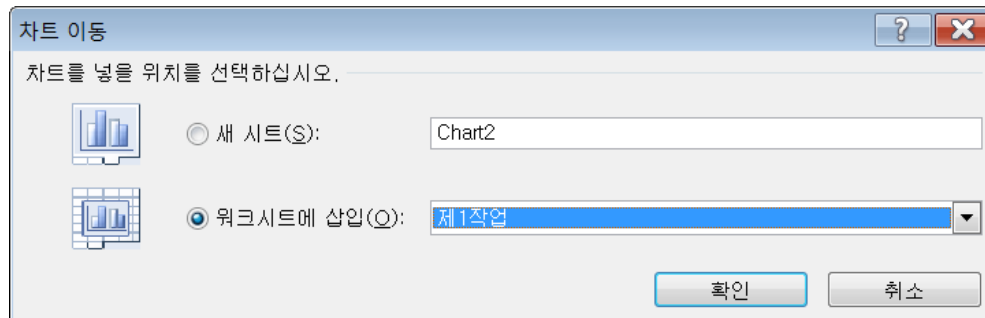 차트 이동
차트를 넣을 위치를 선택하십시오.
새 시트(S): Chart2
워크시트에 삽입(O): 제1작업
확인 취소